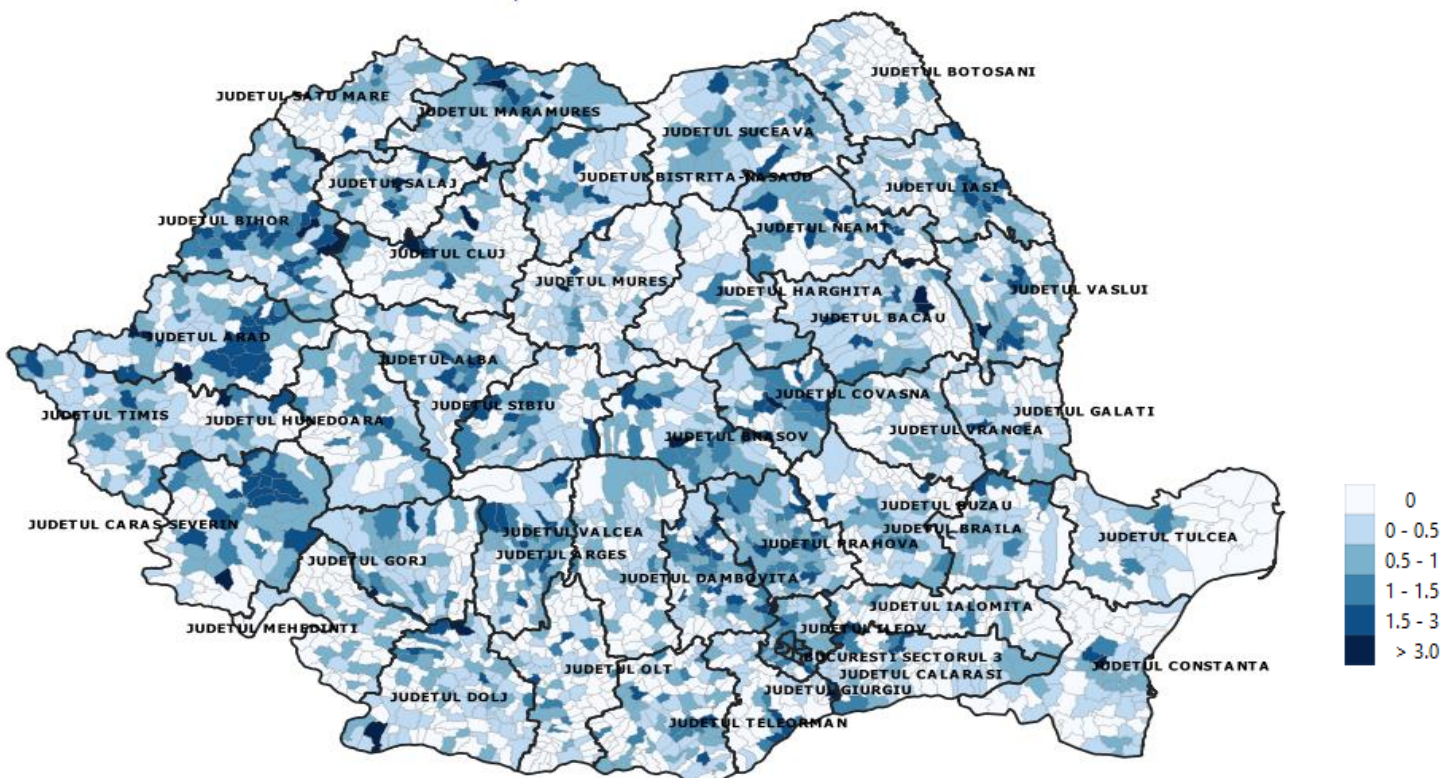 JUDETUL BOTOSANI
JUDETUL SATU MARE
JUDETUL MARAMURES
JUDETUL SUCEAVA
JUDETUL BISTRITA-NASAUD
JUDETUL SALAJ
JUDETUL IASI
JUDETUL BIHOR
JUDETUL NEAMT
JUDETUL CLUJ
JUDETUL MURES
JUDETUL HARGHITA
JUDETUL VASLUI
JUDETUL BACAU
JUDETUL ARAD
JUDETUL ALBA
JUDETUL COVASNA
JUDETUL SIBIU
JUDETUL GALATI
JUDETUL TIMIS
JUDETUL HUNEDOARA
JUDETUL VRANCEA
JUDETUL BRASOV
JUDETUL BUZAU
JUDETUL CARAS-SEVERIN
JUDETUL BRAILA
JUDETUL VALCEA
JUDETUL TULCEA
JUDETUL PRAHOVA
JUDETUL ARGES
JUDETUL GORJ
JUDETUL DAMBOVITA
JUDETUL IALOMITA
JUDETUL MEHEDINTI
JUDETUL ILFOV
BUCURESTI SECTORUL 3
JUDETUL CONSTANTA
JUDETUL OLT
JUDETUL CALARASI
JUDETUL GIURGIU
JUDETUL DOLJ
JUDETUL TELEORMAN
0
0 - 0.5
0.5 - 1
1 - 1.5
1.5 - 3
> 3.0